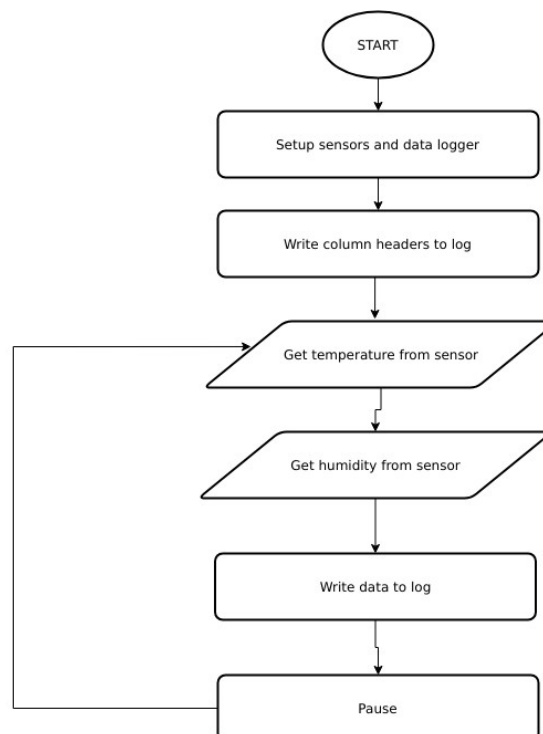 START
Setup sensors and data logger
Write column headers to log
Get temperature from sensor
Get humidity from sensor
Write data to log
Pause